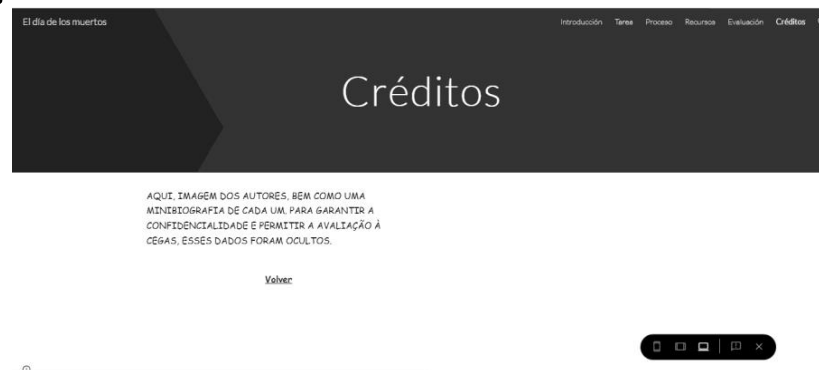 El día de los muertos
Introducción Tarea Proceso Recursos Evaluación Créditos
Créditos
AQUI, IMAGEM DOS AUTORES, BEM COMO UMA
MINIBIOGRAFIA DE CADA UM. PARA GARANTIR A
CONFIDENCIALIDADE E PERMITIR A AVALIAÇÃO À
CEGAS, ESSES DADOS FORAM OCULTOS.
Volver